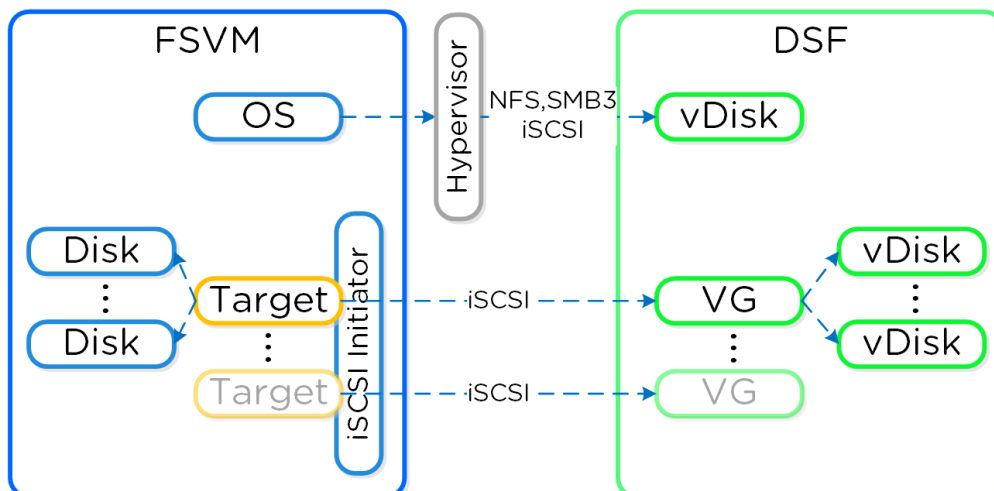 FSVM
DSF
OS
Hypervisor
NFS,SMB3
iSCSI
vDisk
Disk
Disk
Target
Target
iSCSI Initiator
iSCSI
iSCSI
VG
VG
vDisk
vDisk